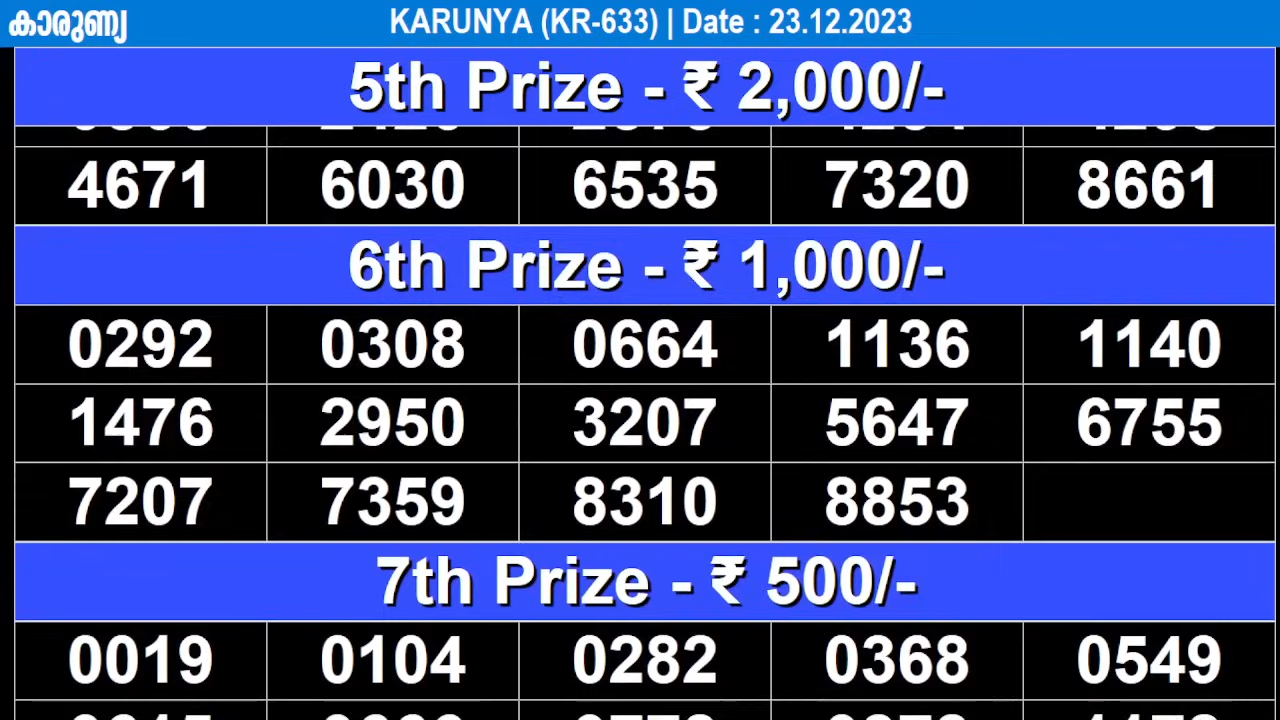 കാരുണ്യ KARUNYA (KR-633) | Date : 23.12.2023
5th Prize - ₹ 2,000/-
4671 6030 6535 7320 8661
6th Prize - ₹ 1,000/-
0292 0308 0664 1136 1140
1476 2950 3207 5647 6755
7207 7359 8310 8853
7th Prize - ₹ 500/-
0019 0104 0282 0368 0549